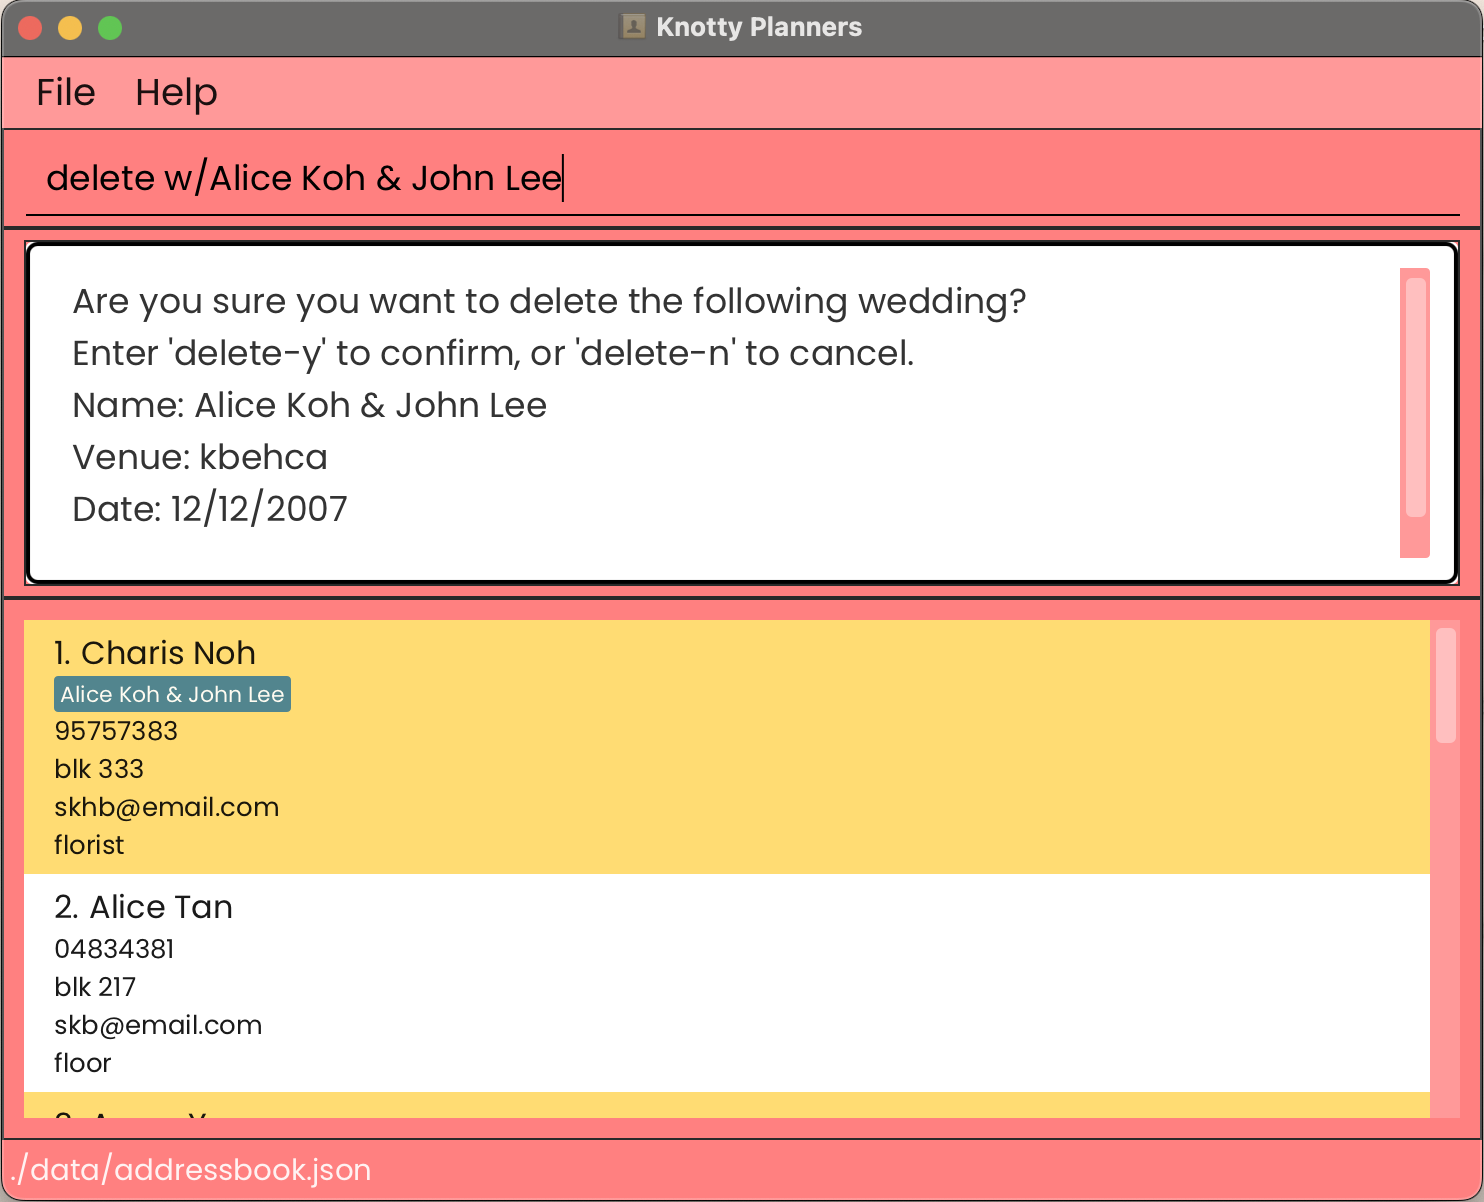 Knotty Planners
File Help
delete w/Alice Koh & John Lee
Are you sure you want to delete the following wedding?
Enter 'delete-y' to confirm, or 'delete-n' to cancel.
Name: Alice Koh & John Lee
Venue: kbehca
Date: 12/12/2007
1. Charis Noh
Alice Koh & John Lee
95757383
blk 333
skhb@email.com
florist
2. Alice Tan
04834381
blk 217
skb@email.com
floor
./data/addressbook.json